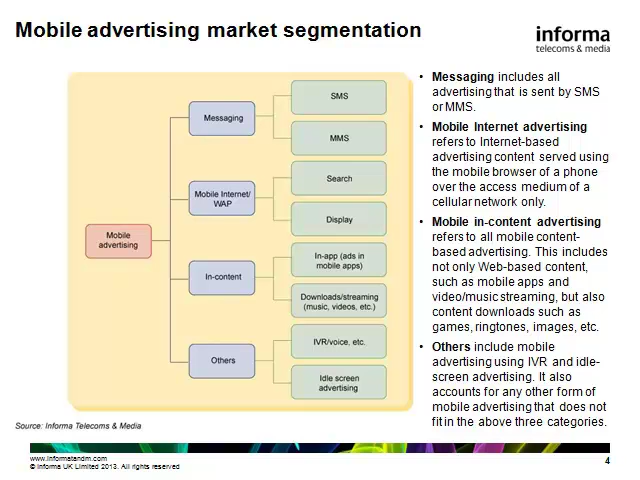 Mobile advertising market segmentation
informa
telecoms & media
Mobile
advertising
Messaging
SMS
MMS
Mobile Internet/
WAP
Search
Display
In-content
In-app (ads in
mobile apps)
Downloads/streaming
(music, videos, etc.)
Others
IVR/voice, etc.
Idle screen
advertising
• Messaging includes all
advertising that is sent by SMS
or MMS.
• Mobile Internet advertising
refers to Internet-based
advertising content served using
the mobile browser of a phone
over the access medium of a
cellular network only.
• Mobile in-content advertising
refers to all mobile content-
based advertising. This includes
not only Web-based content,
such as mobile apps and
video/music streaming, but also
content downloads such as
games, ringtones, images, etc.
• Others include mobile
advertising using IVR and idle-
screen advertising. It also
accounts for any other form of
mobile advertising that does not
fit in the above three categories.
Source: Informa Telecoms & Media
www.informatandm.com
© Informa UK Limited 2013. All rights reserved
4